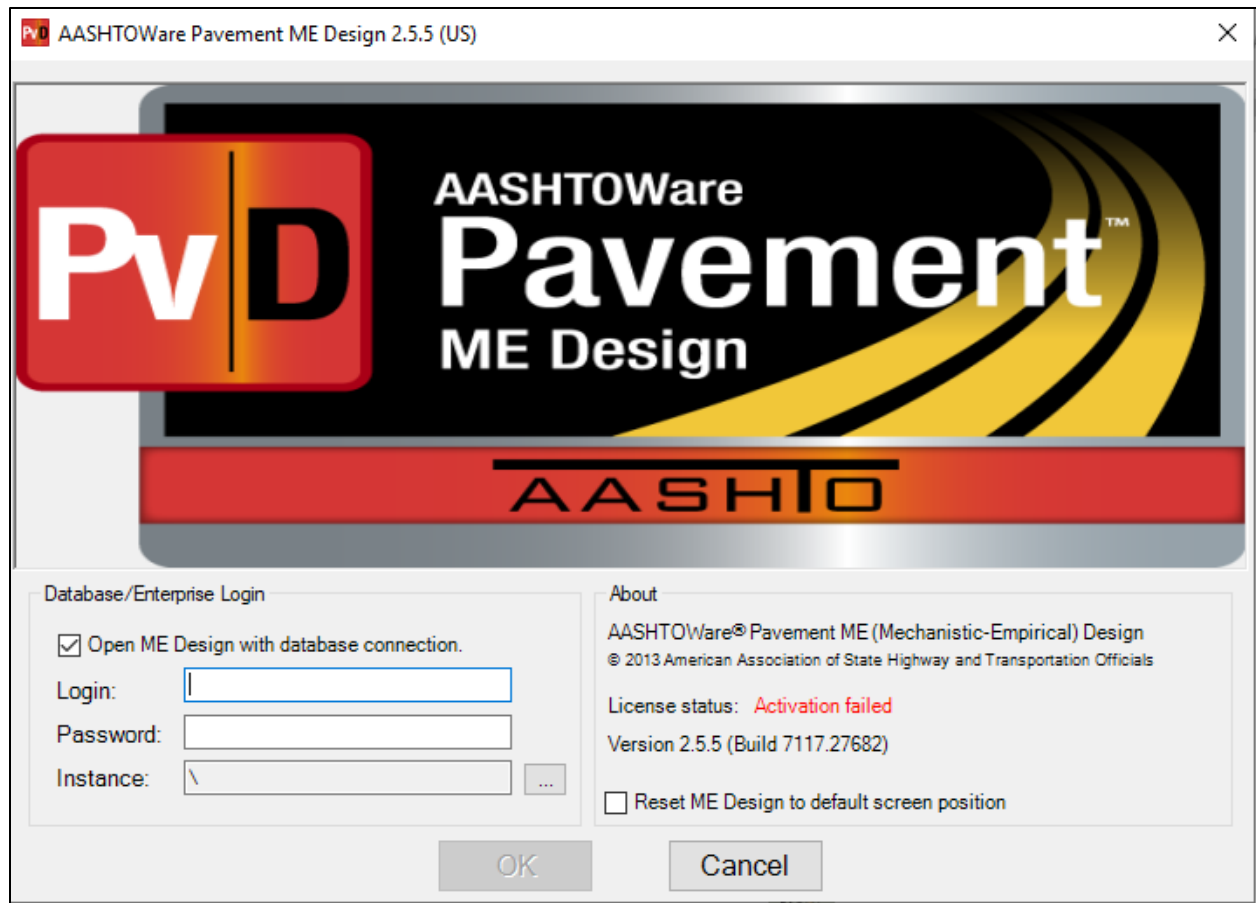 PvD AASHTOWare Pavement ME Design 2.5.5 (US)
AASHTOWare
PvD
Pavement™
ME Design
AASHTO
Database/Enterprise Login
Open ME Design with database connection.
Login:
Password:
Instance: \ ...
About
AASHTOWare® Pavement ME (Mechanistic-Empirical) Design
© 2013 American Association of State Highway and Transportation Officials
License status: Activation failed
Version 2.5.5 (Build 7117.27682)
Reset ME Design to default screen position
OK Cancel